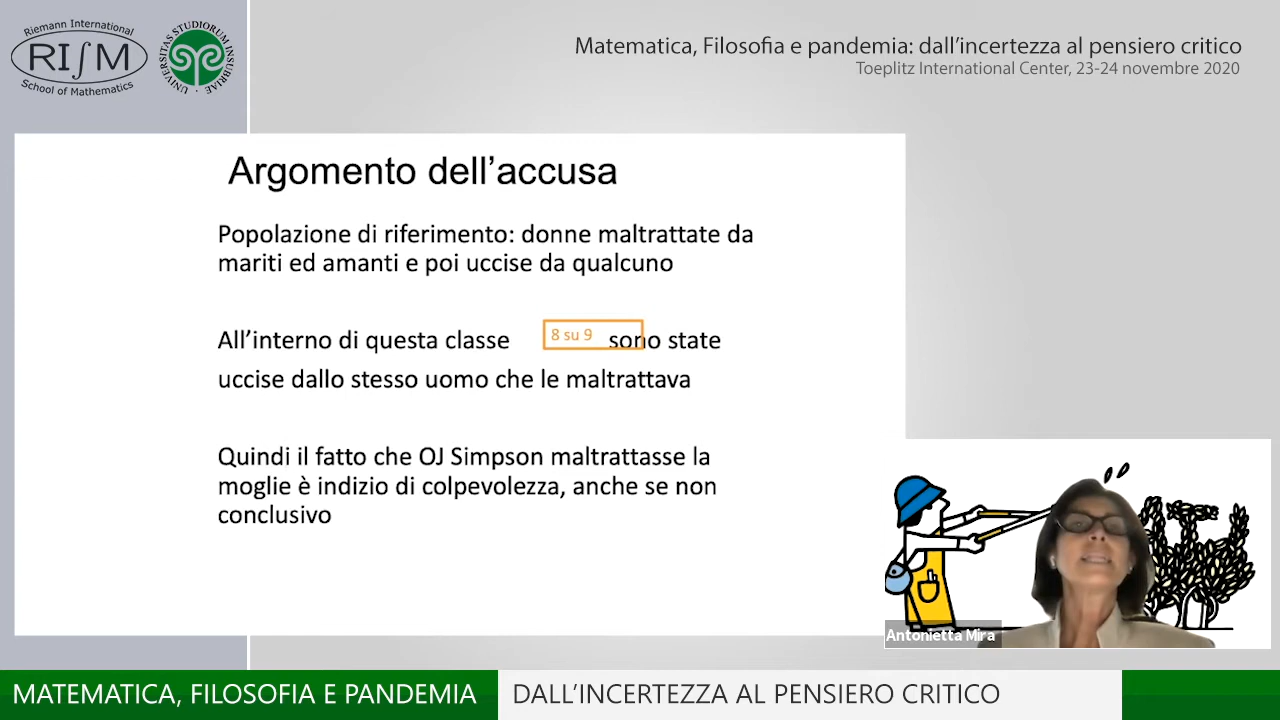 Riemann International
RISM
School of Mathematics
UNIVERSITAS STUDIORUM INSUBRIAE
Matematica, Filosofia e pandemia: dall’incertezza al pensiero critico
Toeplitz International Center, 23-24 novembre 2020
Argomento dell’accusa
Popolazione di riferimento: donne maltrattate da
mariti ed amanti e poi uccise da qualcuno
All’interno di questa classe 8 su 9 sono state
uccise dallo stesso uomo che le maltrattava
Quindi il fatto che OJ Simpson maltrattasse la
moglie è indizio di colpevolezza, anche se non
conclusivo
Antonietta Mira
MATEMATICA, FILOSOFIA E PANDEMIA
DALL’INCERTEZZA AL PENSIERO CRITICO